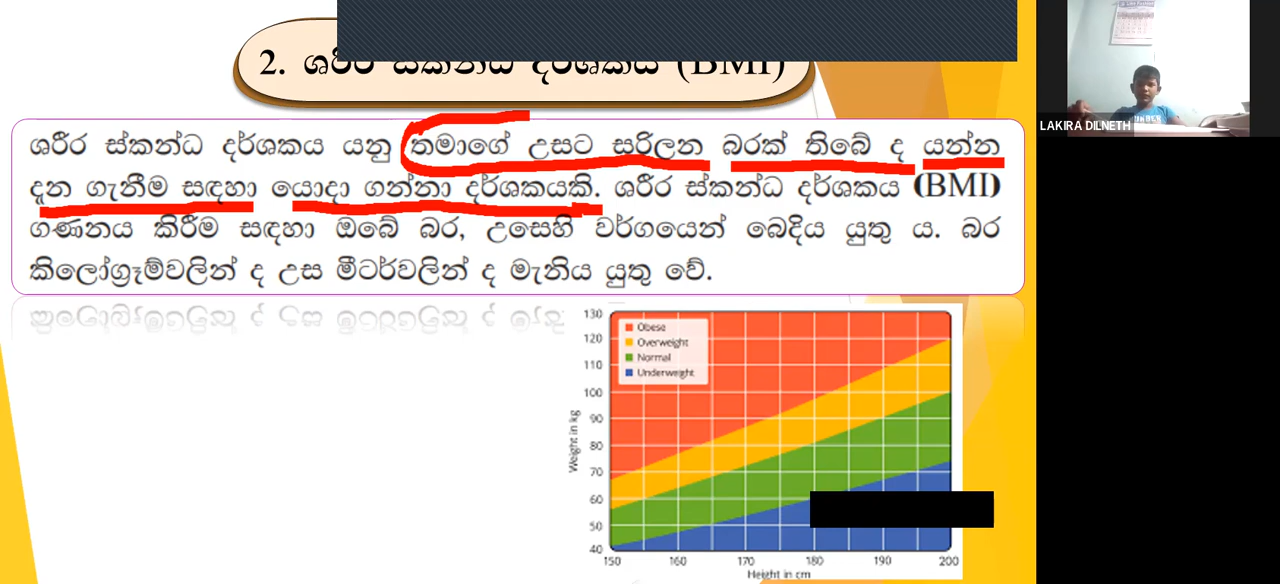 2. ශරීර ස්කන්ධ දර්ශකය (BMI)
LAKIRA DILNETH
ශරීර ස්කන්ධ දර්ශකය යනු තමාගේ උසට සරිලන බරක් තිබේ ද යන්න
දැන ගැනීම සඳහා යොදා ගන්නා දර්ශකයකි. ශරීර ස්කන්ධ දර්ශකය (BMI)
ගණනය කිරීම සඳහා ඔබේ බර, උසෙහි වර්ගයෙන් බෙදිය යුතු ය. බර
කිලෝග්‍රෑම්වලින් ද උස මීටර්වලින් ද මැනිය යුතු වේ.
Obese
Overweight
Normal
Underweight
Weight in kg
130
120
110
100
90
80
70
60
50
40
150 160 170 180 190 200
Height in cm